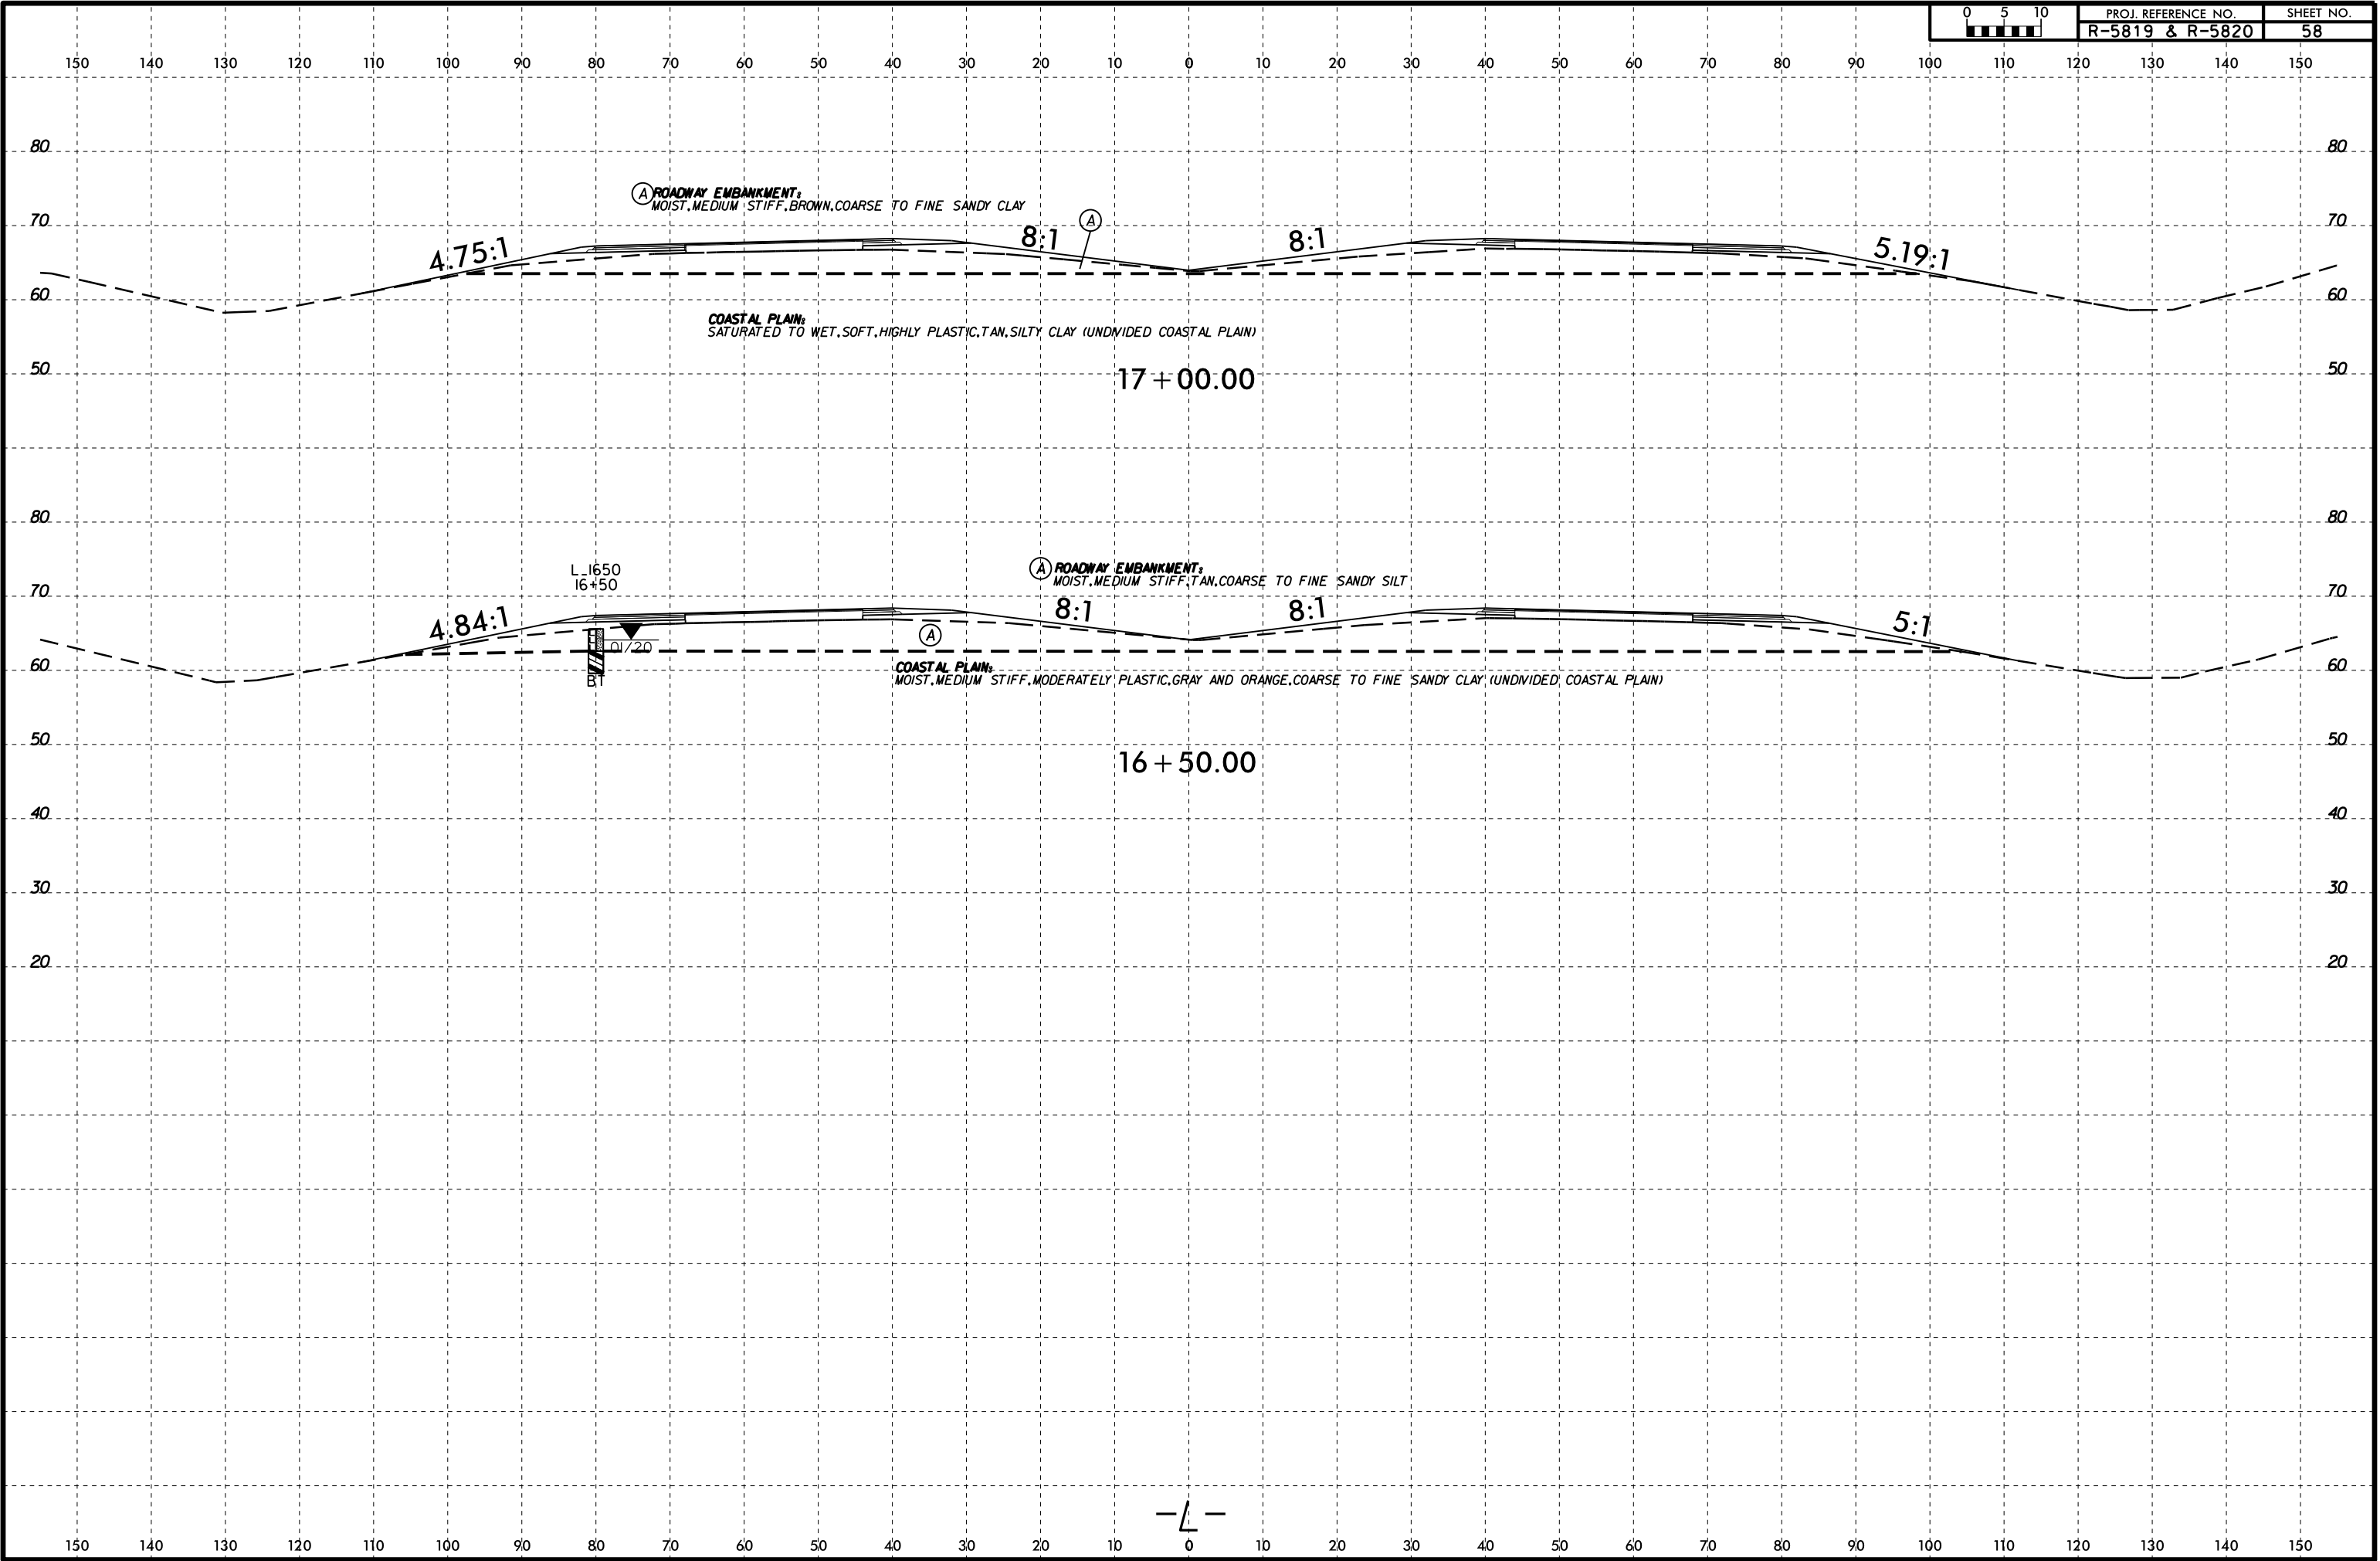 0 5 10
PROJ. REFERENCE NO. SHEET NO.
R-5819 & R-5820 58
150 140 130 120 110 100 90 80 70 60 50 40 30 20 10 0 10 20 30 40 50 60 70 80 90 100 110 120 130 140 150
80 80
A ROADWAY EMBANKMENT:
MOIST, MEDIUM STIFF, BROWN, COARSE TO FINE SANDY CLAY
A
70 70
4.75:1 8:1 8:1 5.19:1
60 60
COASTAL PLAIN:
SATURATED TO WET, SOFT, HIGHLY PLASTIC, TAN, SILTY CLAY (UNDIVIDED COASTAL PLAIN)
50 50
17+00.00
80 80
L_1650
16+50
A ROADWAY EMBANKMENT:
MOIST, MEDIUM STIFF, TAN, COARSE TO FINE SANDY SILT
70 70
4.84:1 8:1 8:1 5:1
A
01/20
60 60
BT
COASTAL PLAIN:
MOIST, MEDIUM STIFF, MODERATELY PLASTIC, GRAY AND ORANGE, COARSE TO FINE SANDY CLAY (UNDIVIDED COASTAL PLAIN)
50 50
16+50.00
40 40
30 30
20 20
-L-
150 140 130 120 110 100 90 80 70 60 50 40 30 20 10 0 10 20 30 40 50 60 70 80 90 100 110 120 130 140 150